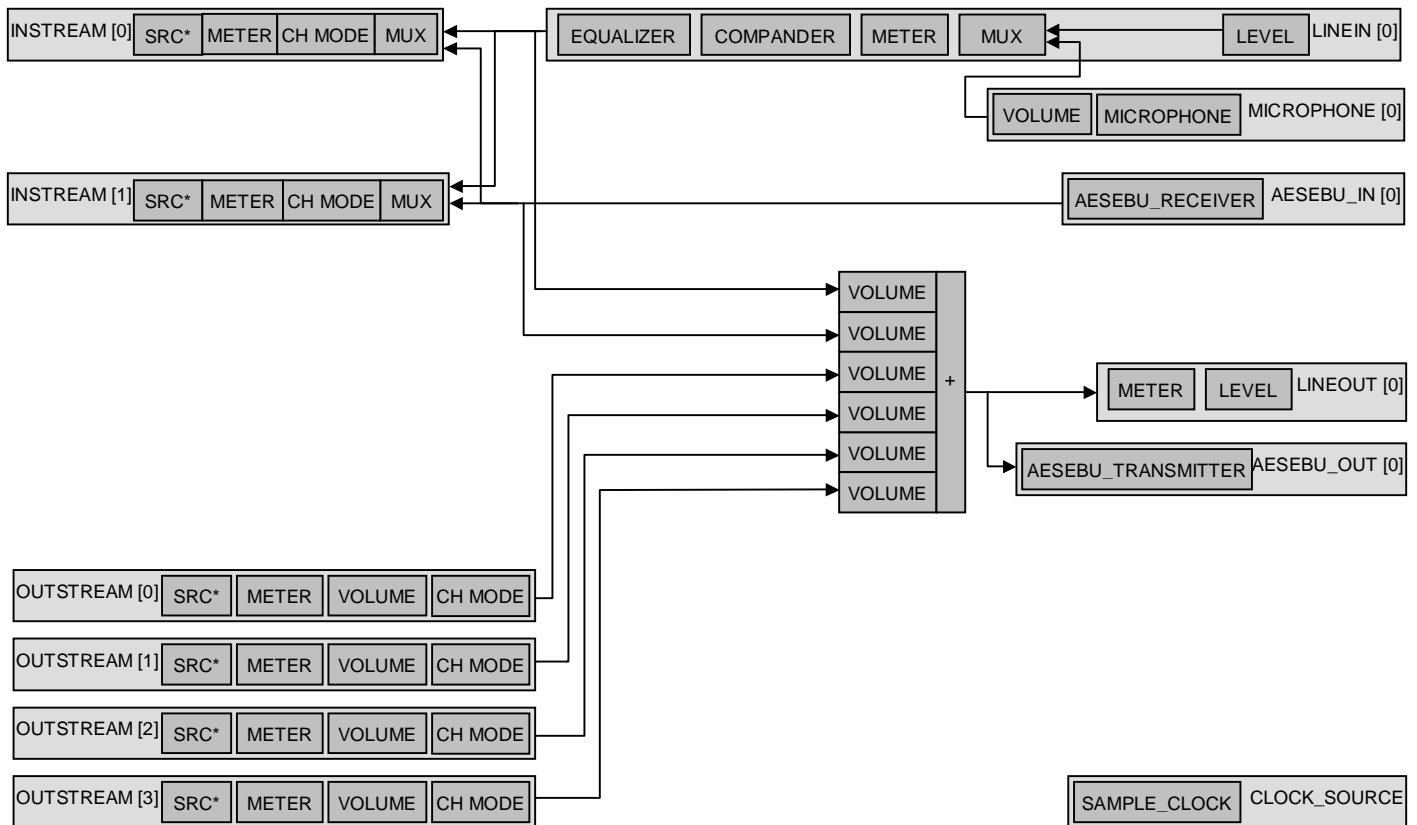 INSTREAM [0] SRC* METER CH MODE MUX
EQUALIZER COMPANDER METER MUX LEVEL LINEIN [0]
VOLUME MICROPHONE MICROPHONE [0]
INSTREAM [1] SRC* METER CH MODE MUX
AESEBU_RECEIVER AESEBU_IN [0]
VOLUME
VOLUME
VOLUME
+
VOLUME
VOLUME
VOLUME
METER LEVEL LINEOUT [0]
AESEBU_TRANSMITTER AESEBU_OUT [0]
OUTSTREAM [0] SRC* METER VOLUME CH MODE
OUTSTREAM [1] SRC* METER VOLUME CH MODE
OUTSTREAM [2] SRC* METER VOLUME CH MODE
OUTSTREAM [3] SRC* METER VOLUME CH MODE
SAMPLE_CLOCK CLOCK_SOURCE